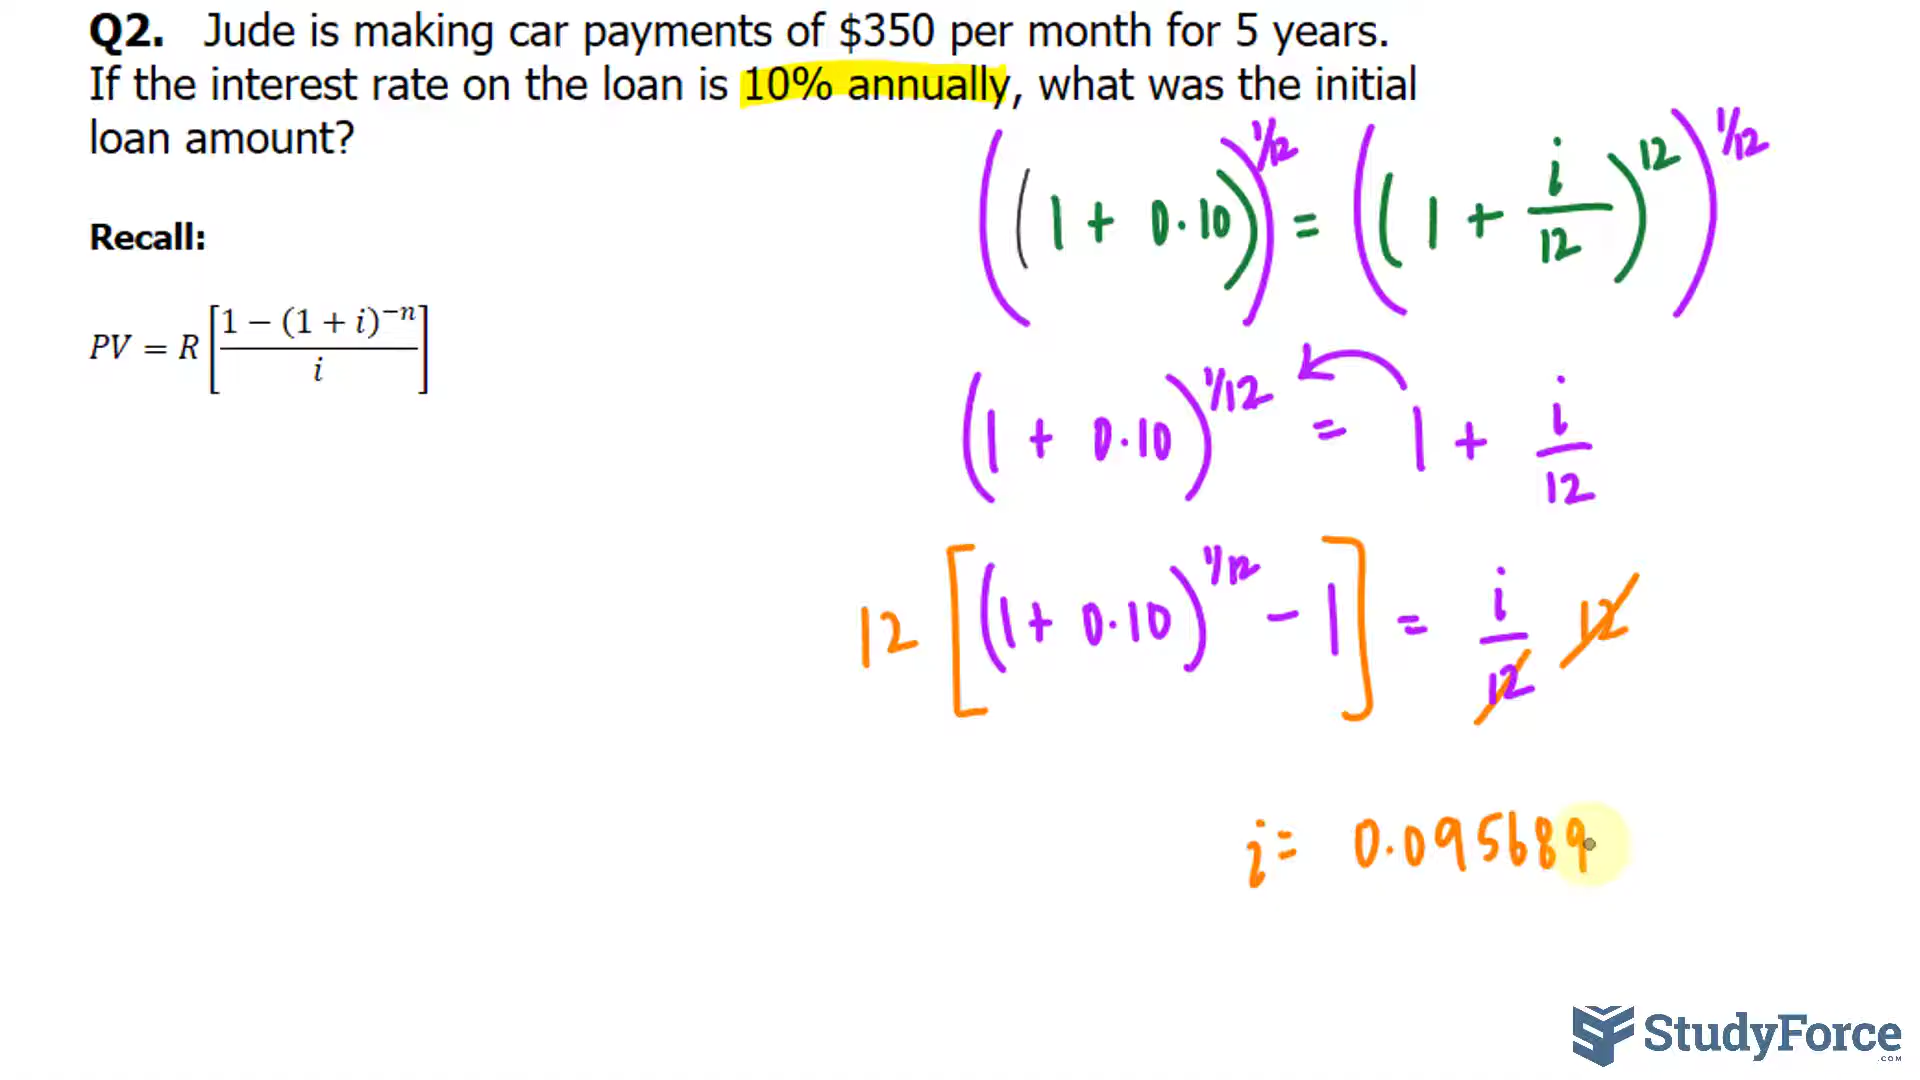 Q2. Jude is making car payments of $350 per month for 5 years.
If the interest rate on the loan is 10% annually, what was the initial
loan amount?
((1 + 0.10))^1/12 = ((1 + i/12)^12)^1/12
Recall:
PV = R [1 − (1 + i)^−n / i]
(1 + 0.10)^1/12 = 1 + i/12
12 [(1 + 0.10)^1/12 − 1] = i/12 12
i = 0.095689
StudyForce
.COM